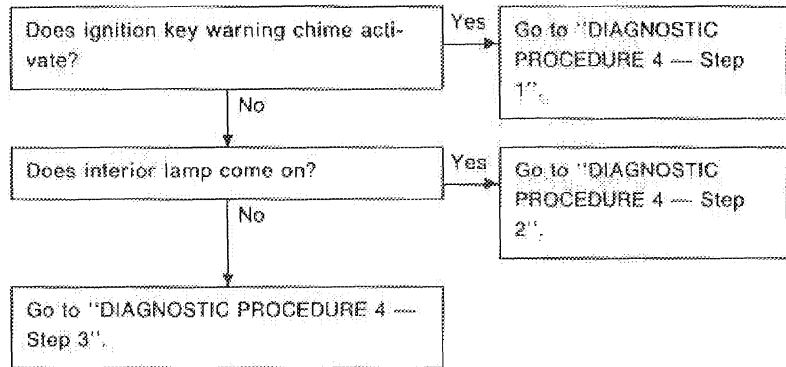 Does ignition key warning chime acti-
vate?
Yes
Go to "DIAGNOSTIC
PROCEDURE 4 — Step
1".
No
Does interior lamp come on?
Yes
Go to "DIAGNOSTIC
PROCEDURE 4 — Step
2".
No
Go to "DIAGNOSTIC PROCEDURE 4 —
Step 3".